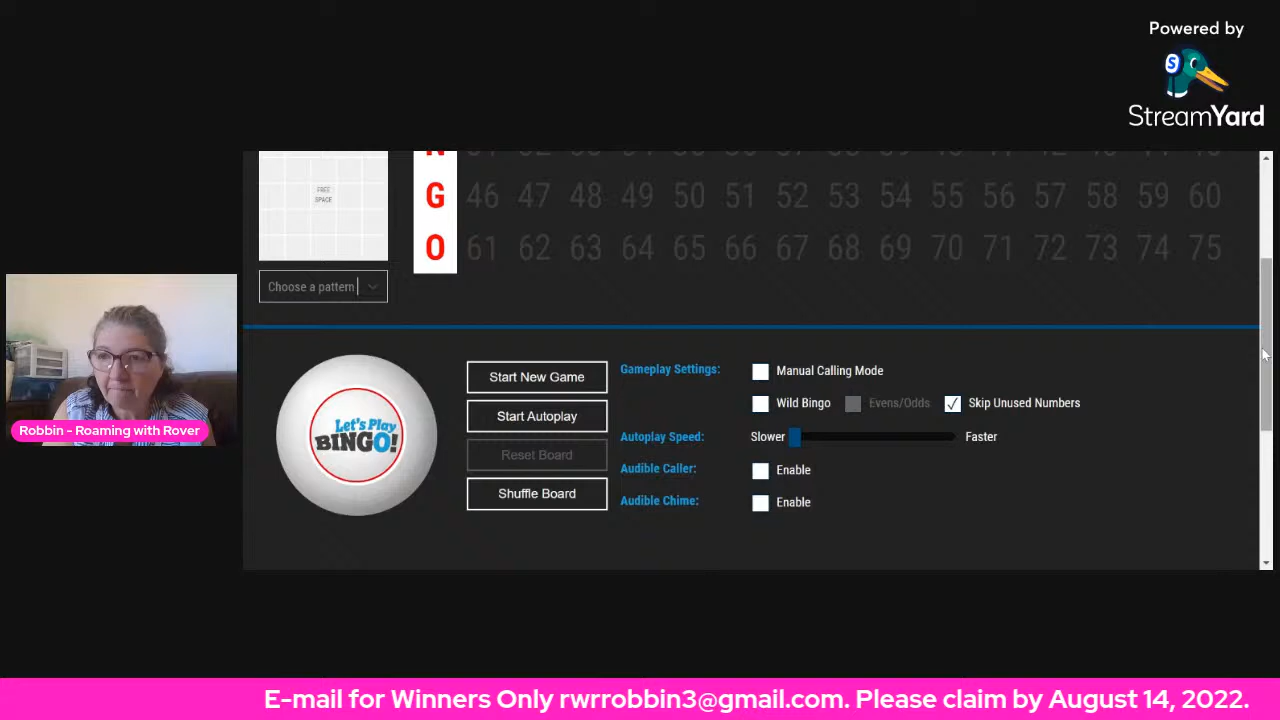 Powered by
StreamYard
FREE
SPACE
G 46 47 48 49 50 51 52 53 54 55 56 57 58 59 60
O 61 62 63 64 65 66 67 68 69 70 71 72 73 74 75
Choose a pattern
Let's Play
BINGO!
Start New Game
Start Autoplay
Reset Board
Shuffle Board
Gameplay Settings: Manual Calling Mode
Wild Bingo Evens/Odds Skip Unused Numbers
Autoplay Speed: Slower Faster
Audible Caller: Enable
Audible Chime: Enable
Robbin - Roaming with Rover
E-mail for Winners Only rwrrobbin3@gmail.com. Please claim by August 14, 2022.